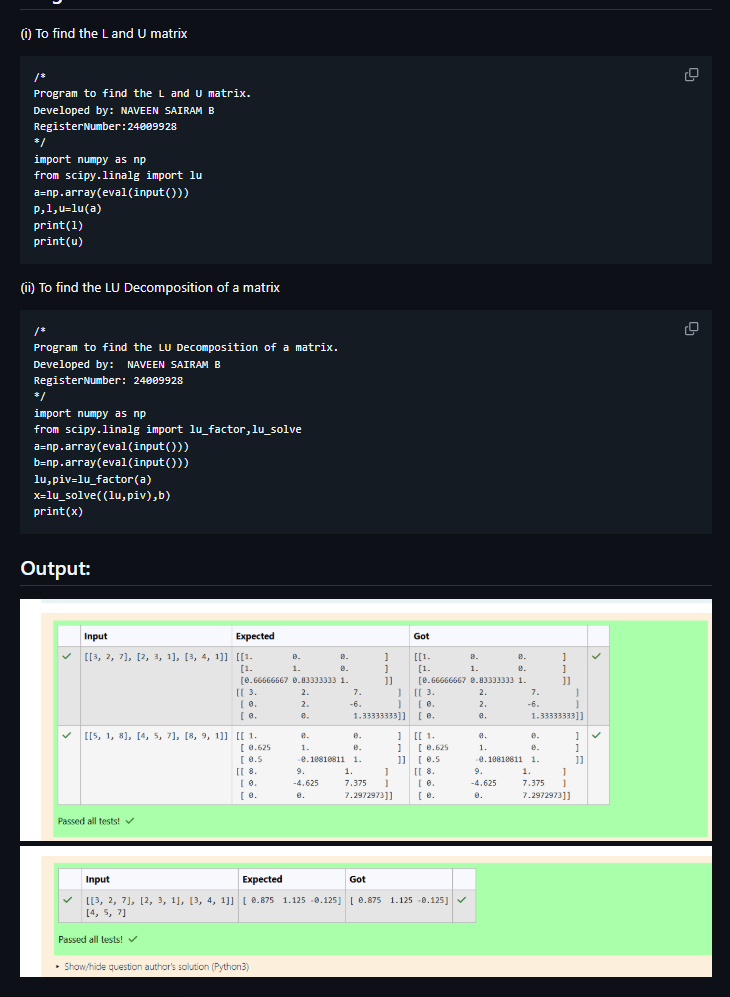 (i) To find the L and U matrix
/*
Program to find the L and U matrix.
Developed by: NAVEEN SAIRAM B
RegisterNumber:24009928
*/
import numpy as np
from scipy.linalg import lu
a=np.array(eval(input()))
p,l,u=lu(a)
print(l)
print(u)
(ii) To find the LU Decomposition of a matrix
/*
Program to find the LU Decomposition of a matrix.
Developed by:  NAVEEN SAIRAM B
RegisterNumber: 24009928
*/
import numpy as np
from scipy.linalg import lu_factor,lu_solve
a=np.array(eval(input()))
b=np.array(eval(input()))
lu,piv=lu_factor(a)
x=lu_solve((lu,piv),b)
print(x)
Output:
Input Expected Got
[[3, 2, 7], [2, 3, 1], [3, 4, 1]] [[1. 0. 0. ] [[1. 0. 0. ]
[1. 1. 0. ] [1. 1. 0. ]
[0.66666667 0.83333333 1. ]] [0.66666667 0.83333333 1. ]]
[[ 3. 2. 7. ] [[ 3. 2. 7. ]
[ 0. 2. -6. ] [ 0. 2. -6. ]
[ 0. 0. 1.33333333]] [ 0. 0. 1.33333333]]
[[5, 1, 8], [4, 5, 7], [8, 9, 1]] [[ 1. 0. 0. ] [[ 1. 0. 0. ]
[ 0.625 1. 0. ] [ 0.625 1. 0. ]
[ 0.5 -0.10810811 1. ]] [ 0.5 -0.10810811 1. ]]
[[ 8. 9. 1. ] [[ 8. 9. 1. ]
[ 0. -4.625 7.375 ] [ 0. -4.625 7.375 ]
[ 0. 0. 7.2972973]] [ 0. 0. 7.2972973]]
Passed all tests!
Input Expected Got
[[3, 2, 7], [2, 3, 1], [3, 4, 1]] [ 0.875 1.125 -0.125] [ 0.875 1.125 -0.125]
[4, 5, 7]
Passed all tests!
Show/hide question author's solution (Python3)